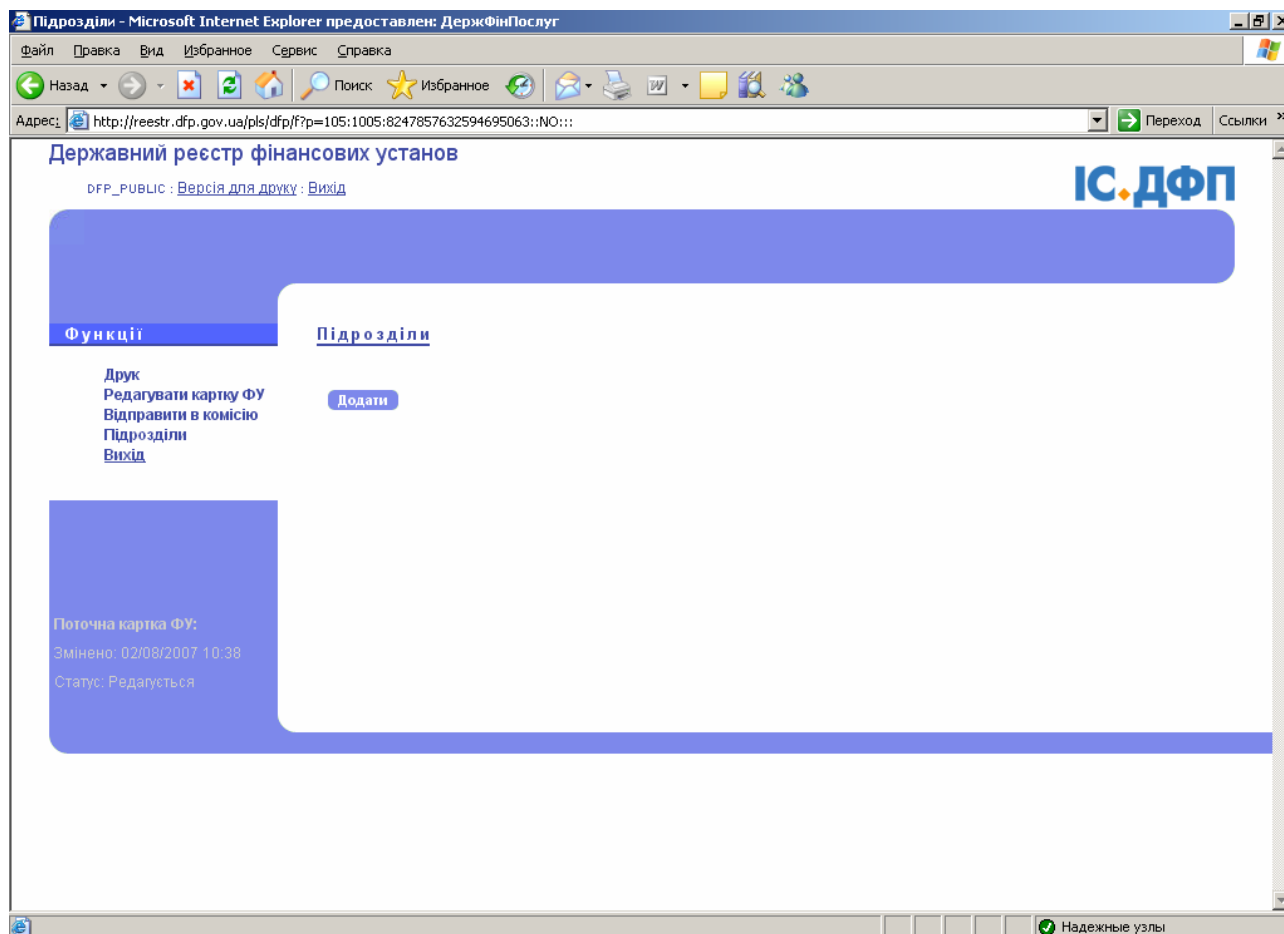 Підрозділи - Microsoft Internet Explorer предоставлен: ДержФінПослуг
Файл Правка Вид Избранное Сервис Справка
Назад Поиск Избранное
Адрес: http://reestr.dfp.gov.ua/pls/dfp/f?p=105:1005:8247857632594695063::NO::: Переход Ссылки »
Державний реєстр фінансових установ
DFP_PUBLIC : Версія для друку : Вихід
ІС.ДФП
Функції
Підрозділи
Друк
Редагувати картку ФУ
Відправити в комісію
Підрозділи
Вихід
Додати
Поточна картка ФУ:
Змінено: 02/08/2007 10:38
Статус: Редагується
Надежные узлы